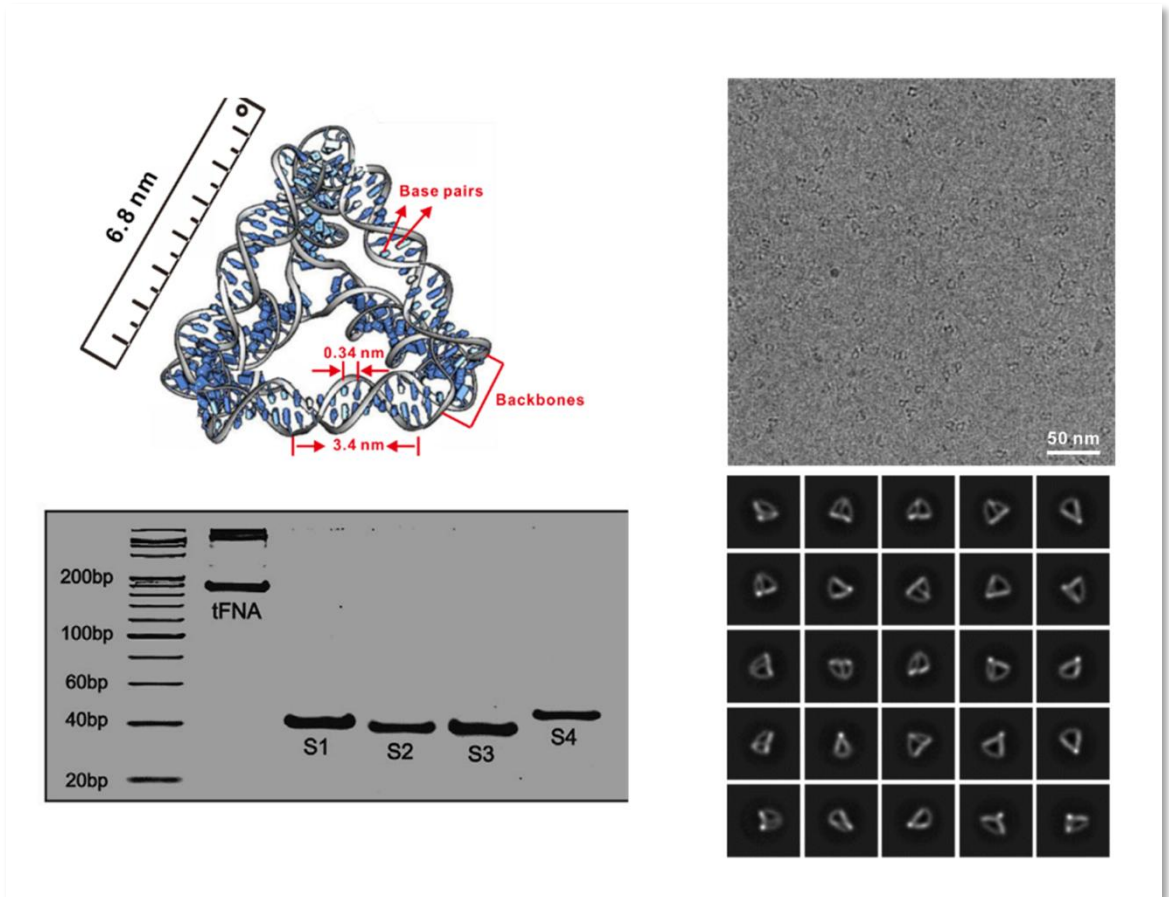 6.8 nm
Base pairs
0.34 nm
Backbones
3.4 nm
50 nm
200bp
tFNA
100bp
60bp
40bp
S1
S2
S3
S4
20bp